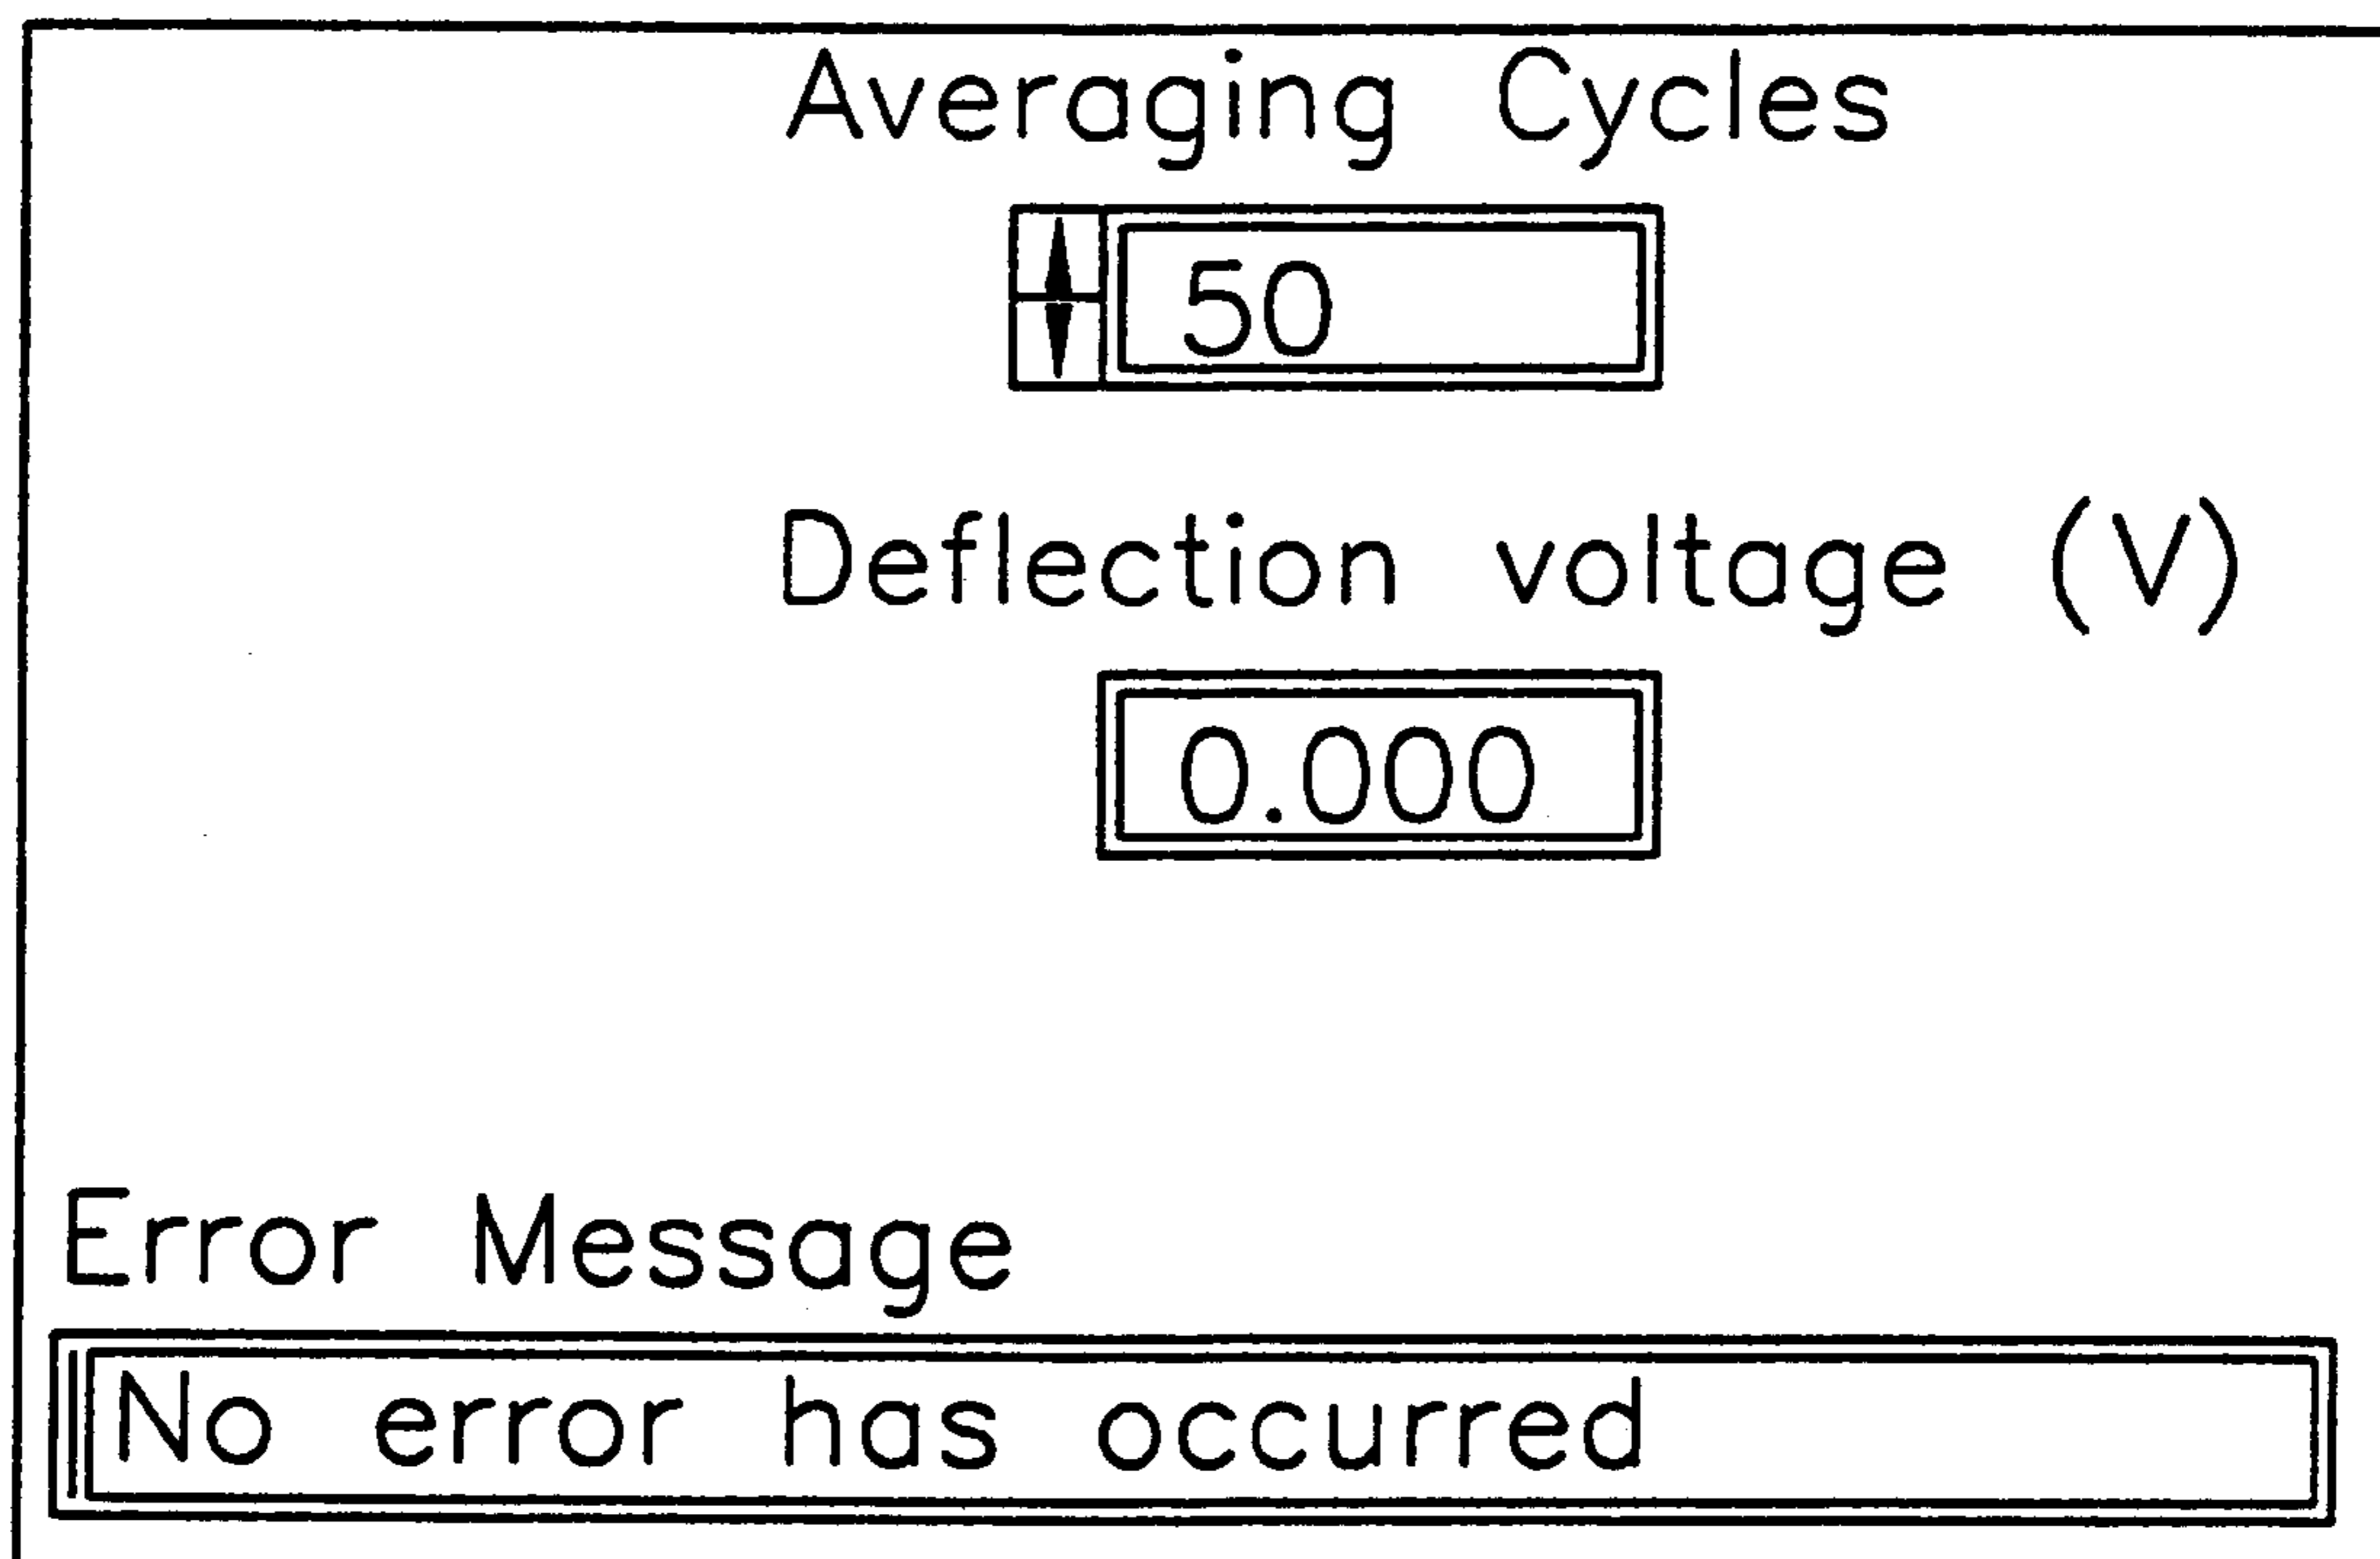 Averaging Cycles
50
Deflection voltage (V)
0.000
Error Message
No error has occurred